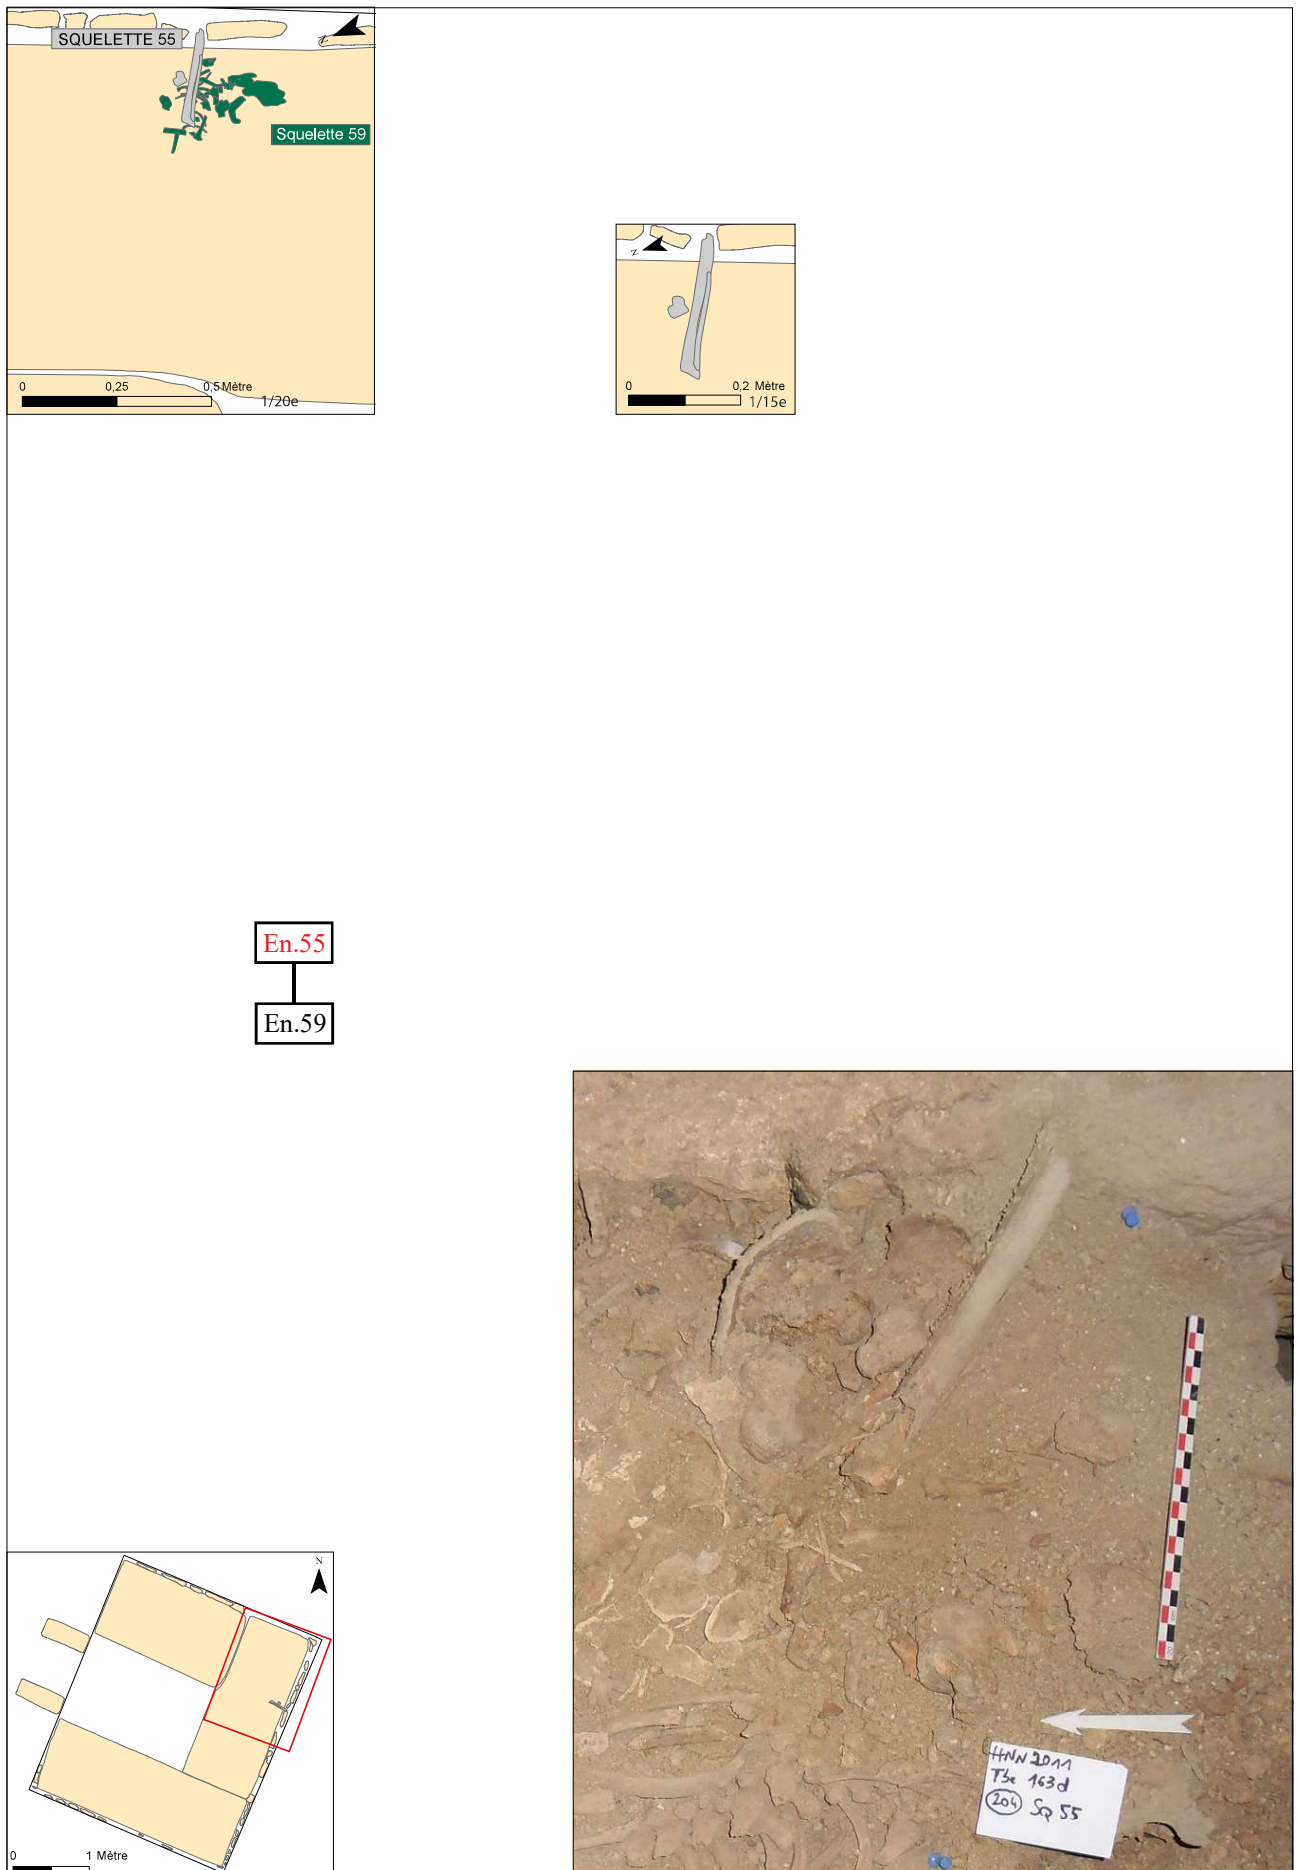 SQUELETTE 55
N
Squelette 59
0 0,25 0,5 Mètre
1/20e
N
0 0,2 Mètre
1/15e
En.55
En.59
N
0 1 Mètre
HNN 2011
Tbe 163d
204 Sq 55